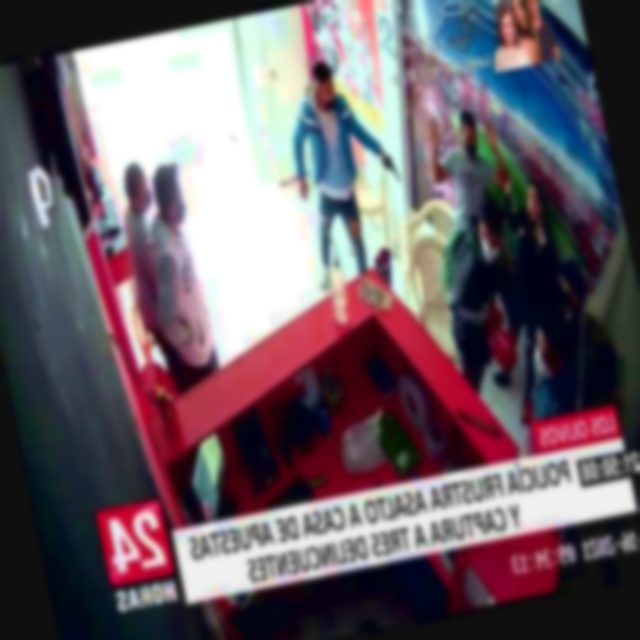 LOS OLIVOS
POLICÍA FRUSTRA ASALTO A CASA DE APUESTAS
Y CAPTURA A TRES DELINCUENTES
24
HORAS